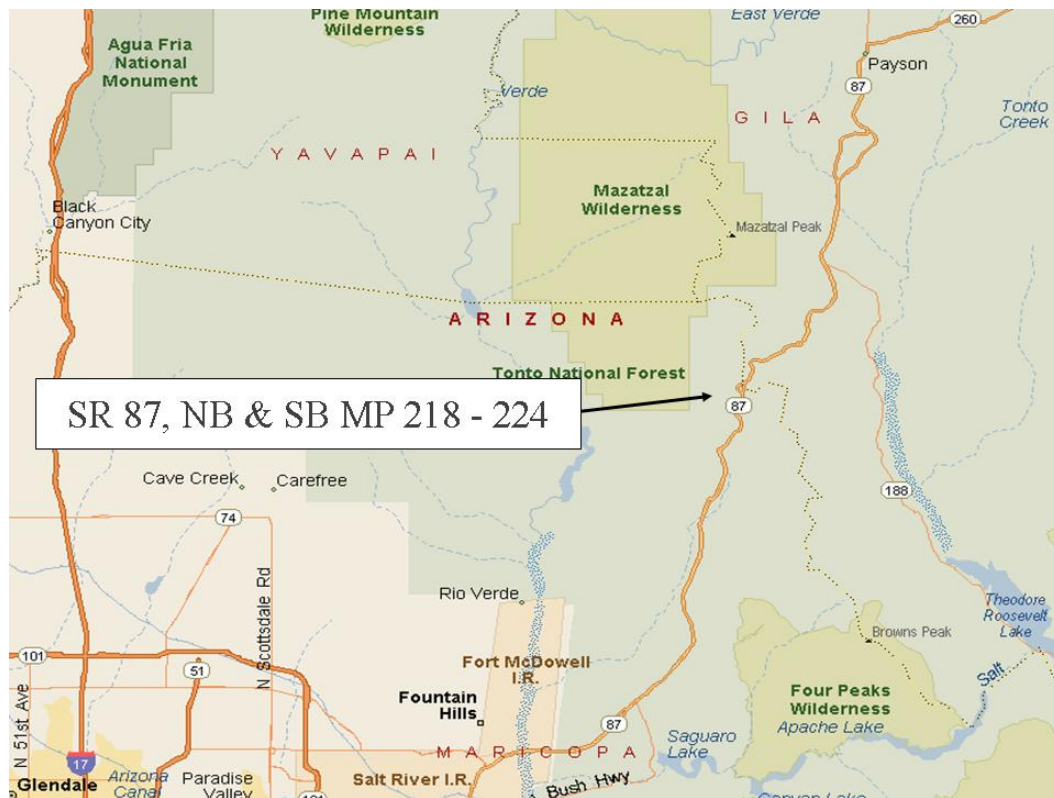 Pine Mountain
Wilderness
East Verde
260
Agua Fria
National
Monument
Payson
87
Verde
Tonto
Creek
GILA
YAVAPAI
Mazatzal
Wilderness
Black
Canyon City
Mazatzal Peak
ARIZONA
Tonto National Forest
SR 87, NB & SB MP 218 - 224
87
Cave Creek
Carefree
188
74
N Scottsdale Rd
Rio Verde
Theodore
Roosevelt
Lake
Browns Peak
101
51
Fort McDowell
I.R.
Salt
N 51st Ave
Fountain
Hills
Four Peaks
Wilderness
87
Apache Lake
Saguaro
Lake
MARICOPA
17
Glendale
Arizona
Canal
Paradise
Valley
Salt River I.R.
Bush Hwy
101
Canyon Lake